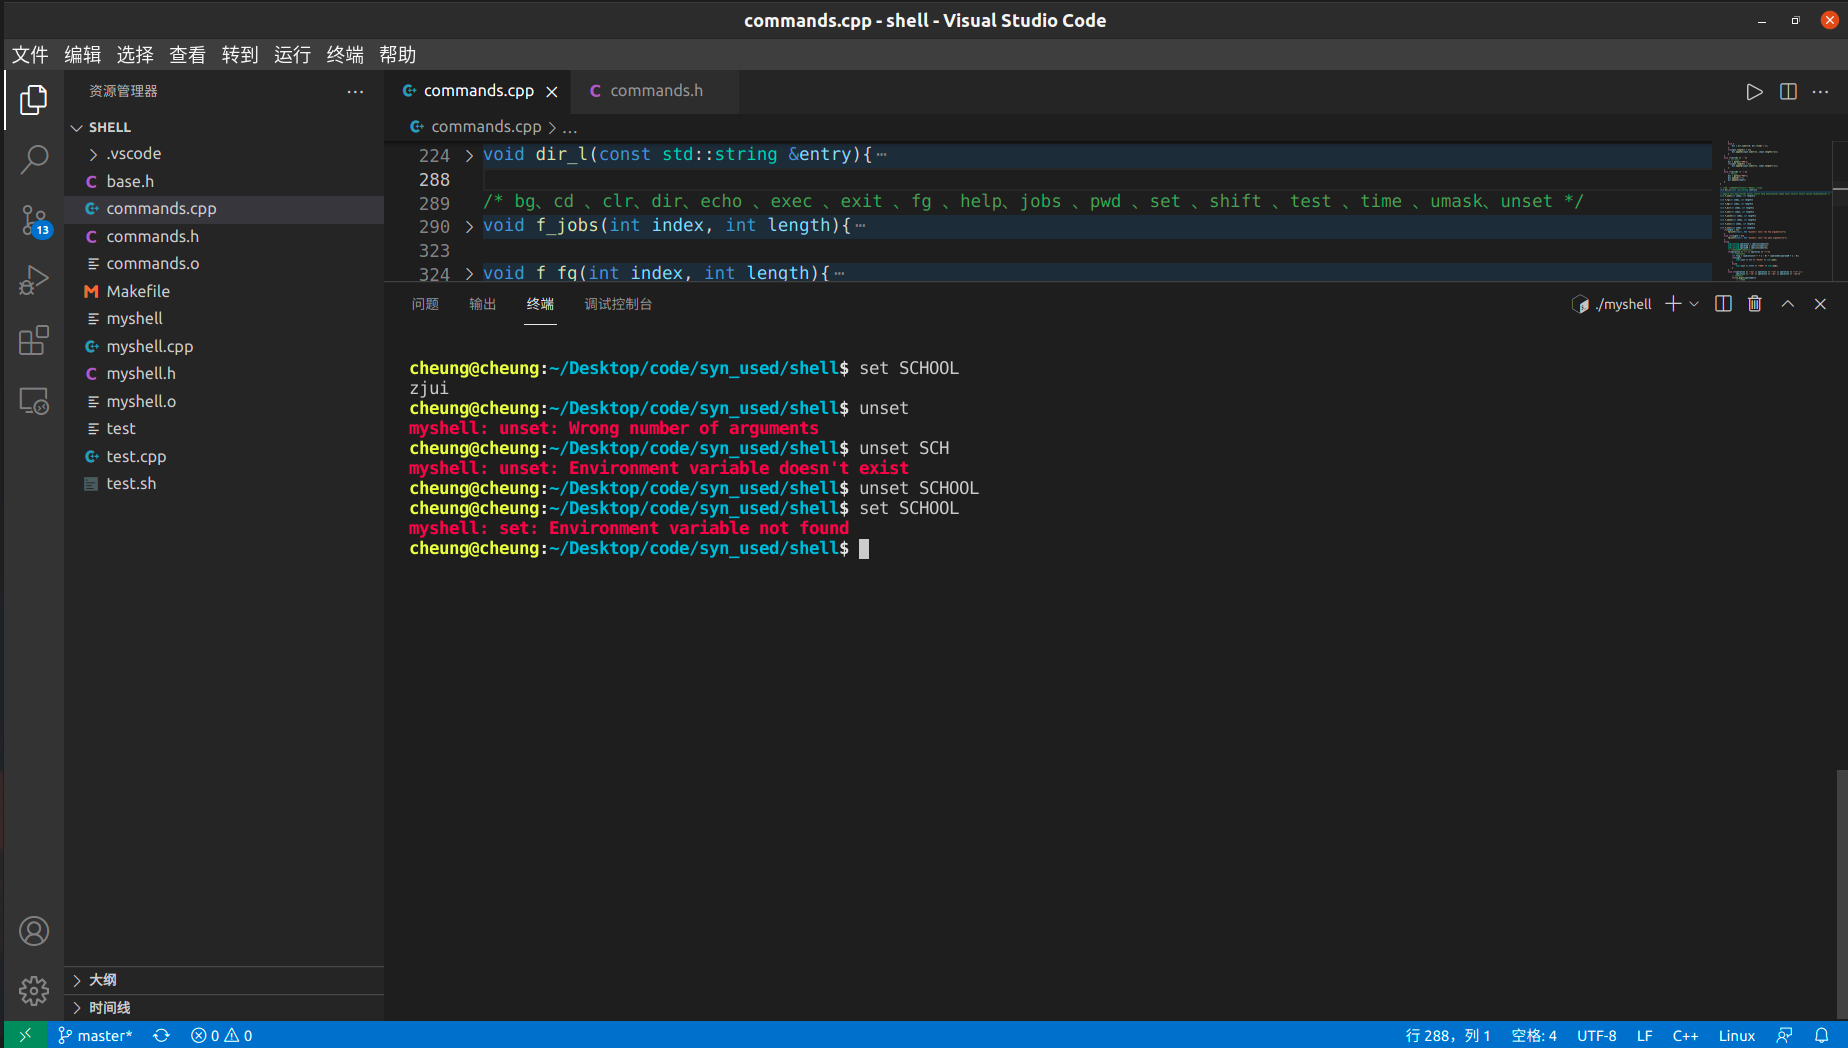 commands.cpp - shell - Visual Studio Code
文件 编辑 选择 查看 转到 运行 终端 帮助
资源管理器
SHELL
.vscode
base.h
commands.cpp
commands.h
commands.o
Makefile
myshell
myshell.cpp
myshell.h
myshell.o
test
test.cpp
test.sh
大纲
时间线
13
commands.cpp
commands.h
commands.cpp > ...
224 void dir_l(const std::string &entry){…
288
289 /* bg、cd 、clr、dir、echo 、exec 、exit 、fg 、help、jobs 、pwd 、set 、shift 、test 、time 、umask、unset */
290 void f_jobs(int index, int length){…
323
324 void f_fg(int index, int length){…
问题 输出 终端 调试控制台
./myshell
cheung@cheung:~/Desktop/code/syn_used/shell$ set SCHOOL
zjui
cheung@cheung:~/Desktop/code/syn_used/shell$ unset
myshell: unset: Wrong number of arguments
cheung@cheung:~/Desktop/code/syn_used/shell$ unset SCH
myshell: unset: Environment variable doesn't exist
cheung@cheung:~/Desktop/code/syn_used/shell$ unset SCHOOL
cheung@cheung:~/Desktop/code/syn_used/shell$ set SCHOOL
myshell: set: Environment variable not found
cheung@cheung:~/Desktop/code/syn_used/shell$
master* 0 0 行 288，列 1 空格: 4 UTF-8 LF C++ Linux